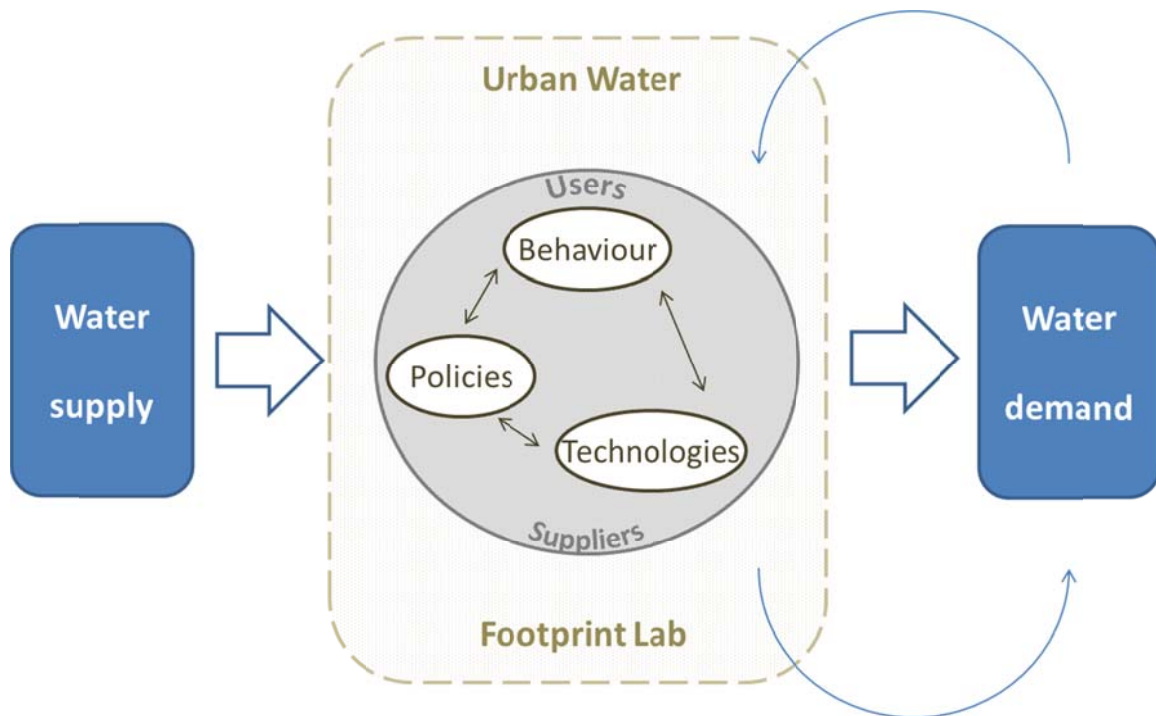 Urban Water
Users
Behaviour
Water
supply
Policies
Technologies
Water
demand
Suppliers
Footprint Lab